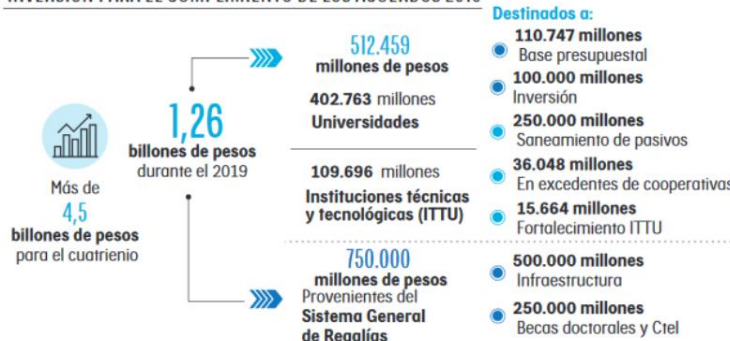 Más de
4,5
billones de pesos
para el cuatrienio
1,26
billones de pesos
durante el 2019
512.459
millones de pesos
402.763 millones
Universidades
109.696 millones
Instituciones técnicas
y tecnológicas (ITTU)
750.000
millones de pesos
Provenientes del
Sistema General
de Regalías
Destinados a:
110.747 millones
Base presupuestal
100.000 millones
Inversión
250.000 millones
Saneamiento de pasivos
36.048 millones
En excedentes de cooperativas
15.664 millones
Fortalecimiento ITTU
500.000 millones
Infraestructura
250.000 millones
Becas doctorales y CteI